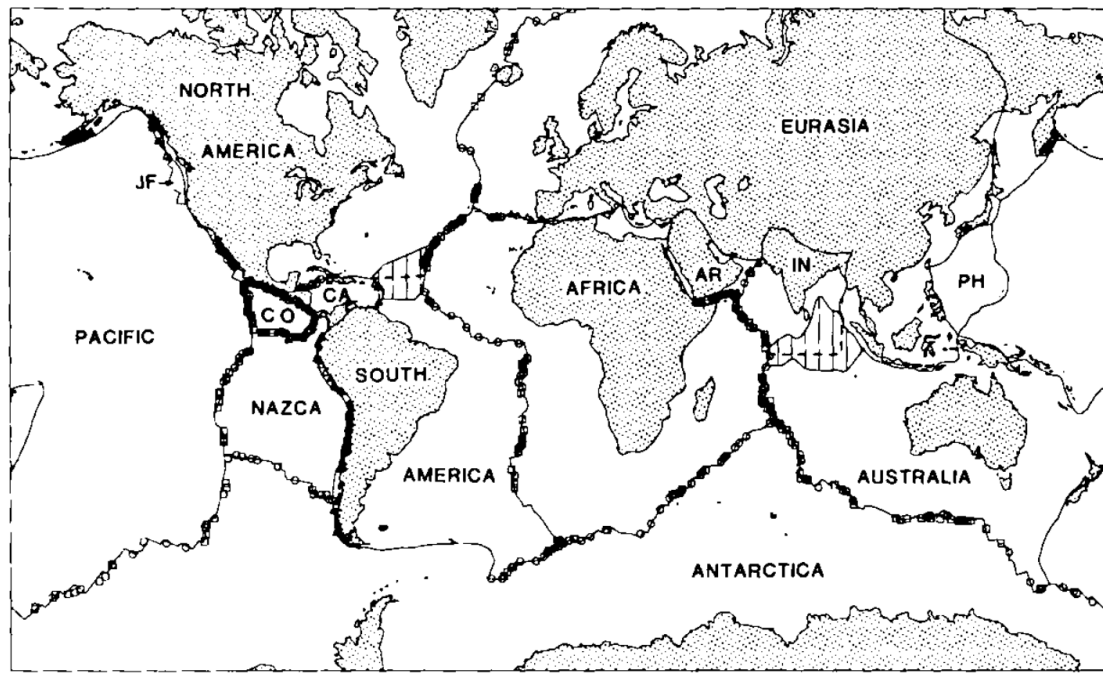 NORTH
AMERICA
EURASIA
JF
AR
IN
PH
AFRICA
CA
CO
PACIFIC
SOUTH
NAZCA
AMERICA
AUSTRALIA
ANTARCTICA